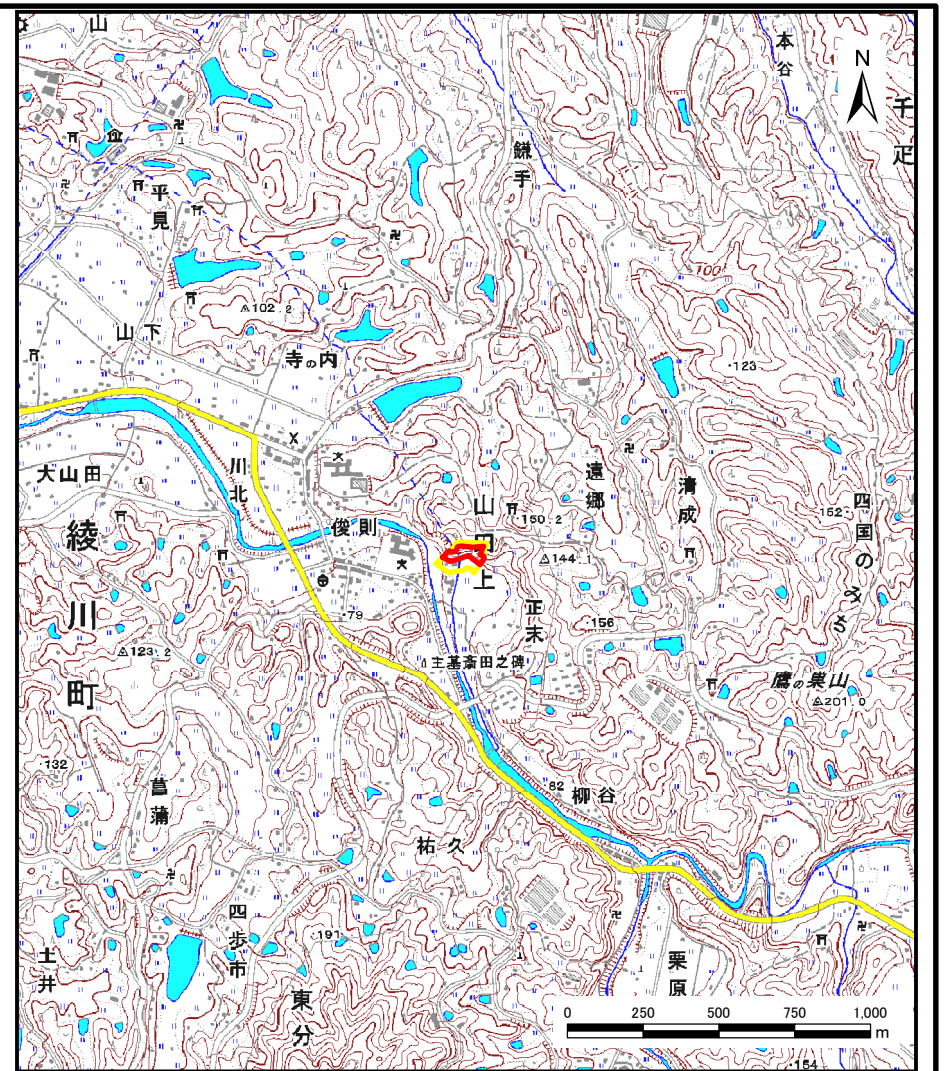 山
本谷
N
千疋
鎌手
平見
100
102.2
山下
寺の内
123
大山田
川北
遠郷
清成
山田上
150.2
152
四国のみち
俊則
144.1
綾川町
正末
79
156
123.2
主基斎田之碑
鷹の巣山
201.0
132
菖蒲
82
柳谷
祐久
四歩市
191
土井
東分
栗原
0 250 500 750 1,000
m
154